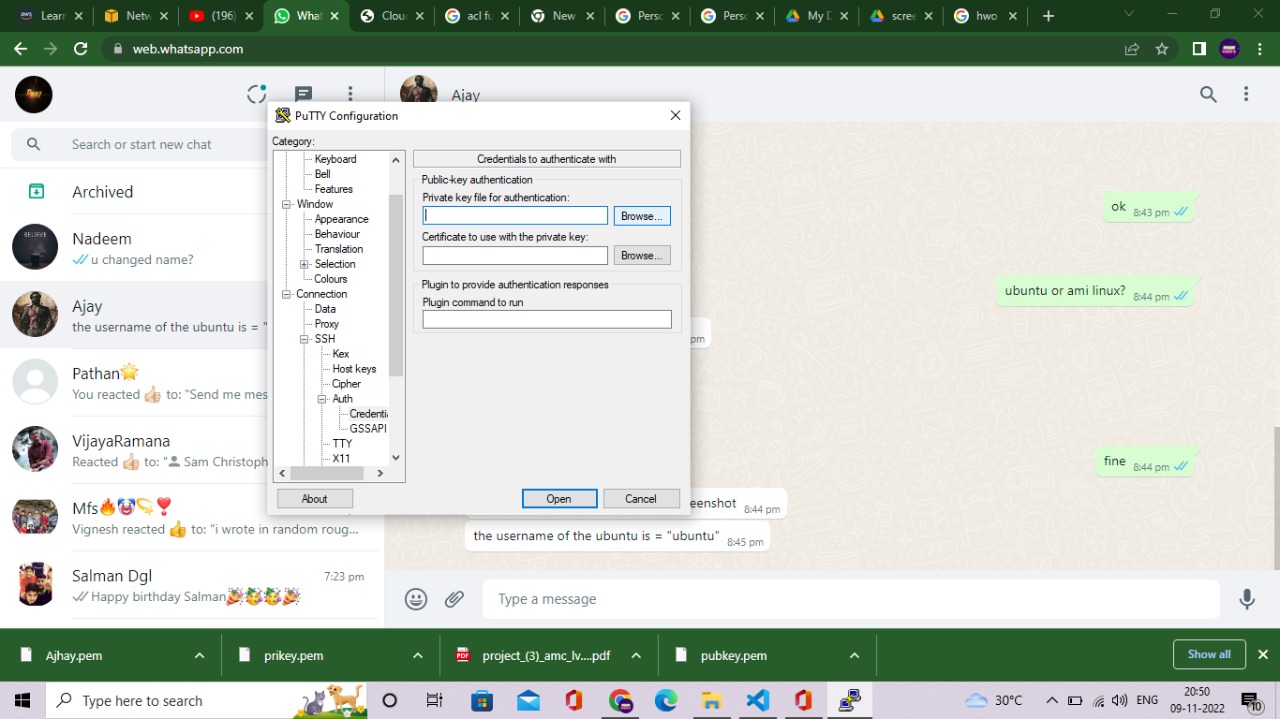 Learn
Netw
(196)
What
Clou
acl fu
New
Perso
Perso
My D
scree
hwo
web.whatsapp.com
Ajay
Search or start new chat
Archived
Nadeem
u changed name?
Ajay
the username of the ubuntu is = "
Pathan🌟
You reacted 👍🏻 to: "Send me mes
VijayaRamana
Reacted 👍🏻 to: "👤 Sam Christoph
Mfs🔥🤡💫❣️
Vignesh reacted 👍 to: "i wrote in random roug...
Salman Dgl
7:23 pm
Happy birthday Salman🎉🥳🥳🎉
PuTTY Configuration
Category:
Keyboard
Bell
Features
Window
Appearance
Behaviour
Translation
Selection
Colours
Connection
Data
Proxy
SSH
Kex
Host keys
Cipher
Auth
Credentia
GSSAPI
TTY
X11
Credentials to authenticate with
Public-key authentication
Private key file for authentication:
Browse...
Certificate to use with the private key:
Browse...
Plugin to provide authentication responses
Plugin command to run
About
Open
Cancel
ok 8:43 pm
ubuntu or ami linux? 8:44 pm
pm
fine 8:44 pm
eenshot 8:44 pm
the username of the ubuntu is = "ubuntu" 8:45 pm
Type a message
Ajhay.pem
prikey.pem
PDF
project_(3)_amc_lv....pdf
pubkey.pem
Show all
Type here to search
30°C
ENG
20:50
09-11-2022
10